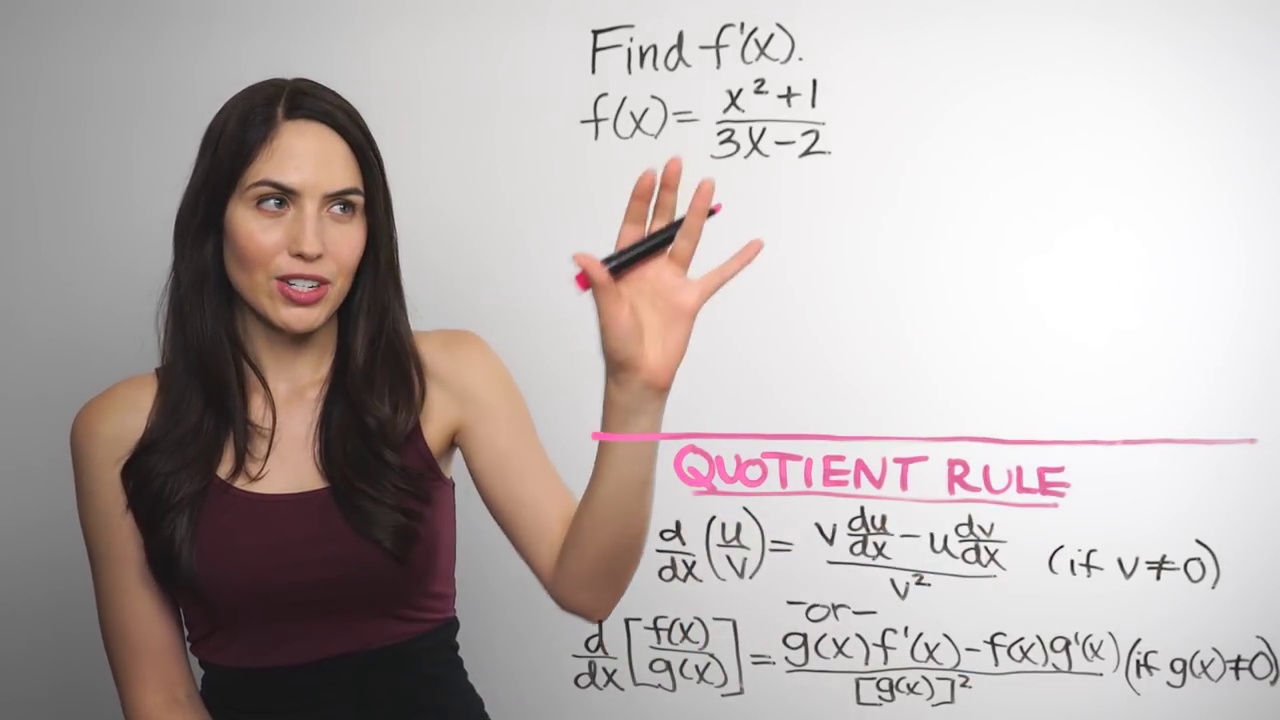 Find f'(x).
f(x) = (x² + 1)/(3x - 2)
QUOTIENT RULE
d/dx (u/v) = (v du/dx - u dv/dx)/v² (if v ≠ 0)
-or-
d/dx [f(x)/g(x)] = (g(x)f'(x) - f(x)g'(x))/[g(x)]² (if g(x) ≠ 0)